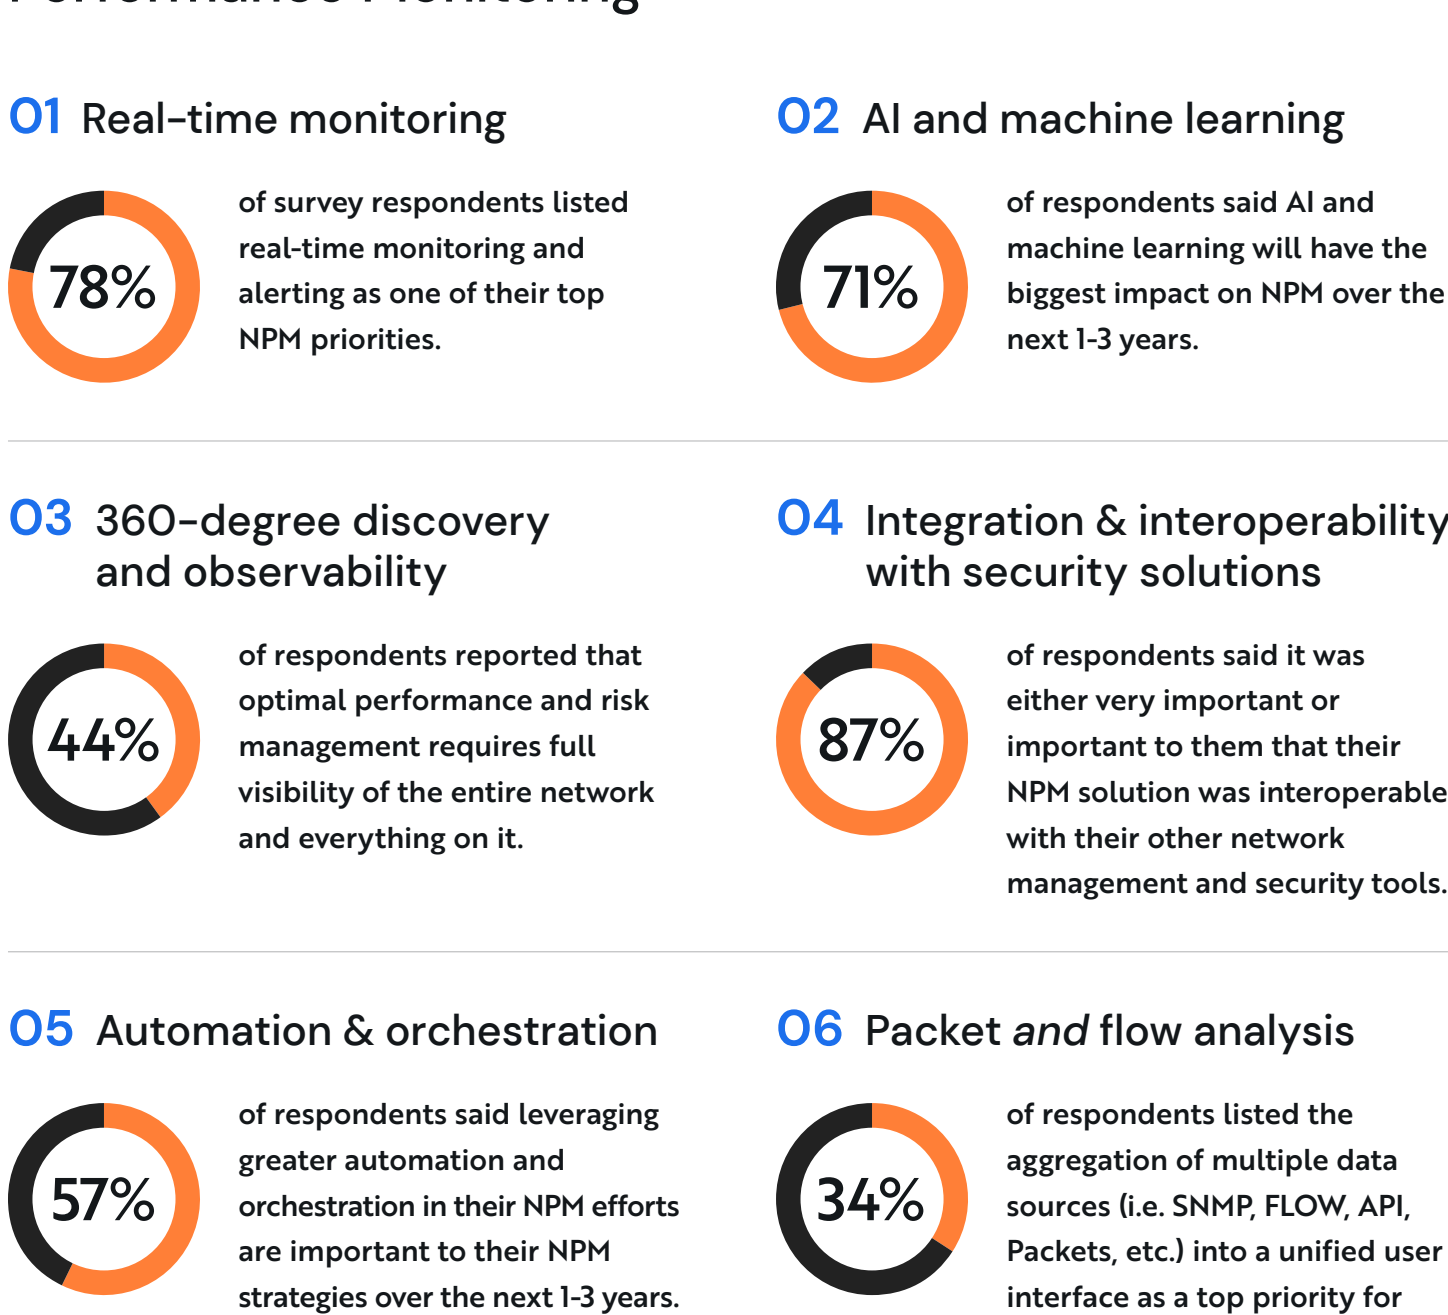 Performance Monitoring
01 Real-time monitoring
78%
of survey respondents listed
real-time monitoring and
alerting as one of their top
NPM priorities.
02 AI and machine learning
71%
of respondents said AI and
machine learning will have the
biggest impact on NPM over the
next 1-3 years.
03 360-degree discovery
and observability
44%
of respondents reported that
optimal performance and risk
management requires full
visibility of the entire network
and everything on it.
04 Integration & interoperability
with security solutions
87%
of respondents said it was
either very important or
important to them that their
NPM solution was interoperable
with their other network
management and security tools.
05 Automation & orchestration
57%
of respondents said leveraging
greater automation and
orchestration in their NPM efforts
are important to their NPM
strategies over the next 1-3 years.
06 Packet and flow analysis
34%
of respondents listed the
aggregation of multiple data
sources (i.e. SNMP, FLOW, API,
Packets, etc.) into a unified user
interface as a top priority for